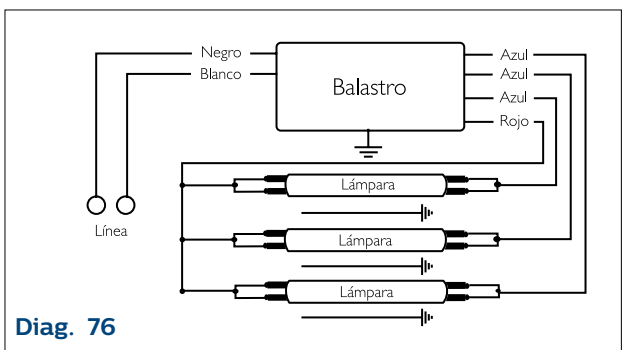 Negro
Blanco
Balastro
Azul
Azul
Azul
Rojo
Línea
Lámpara
Lámpara
Lámpara
Diag. 76